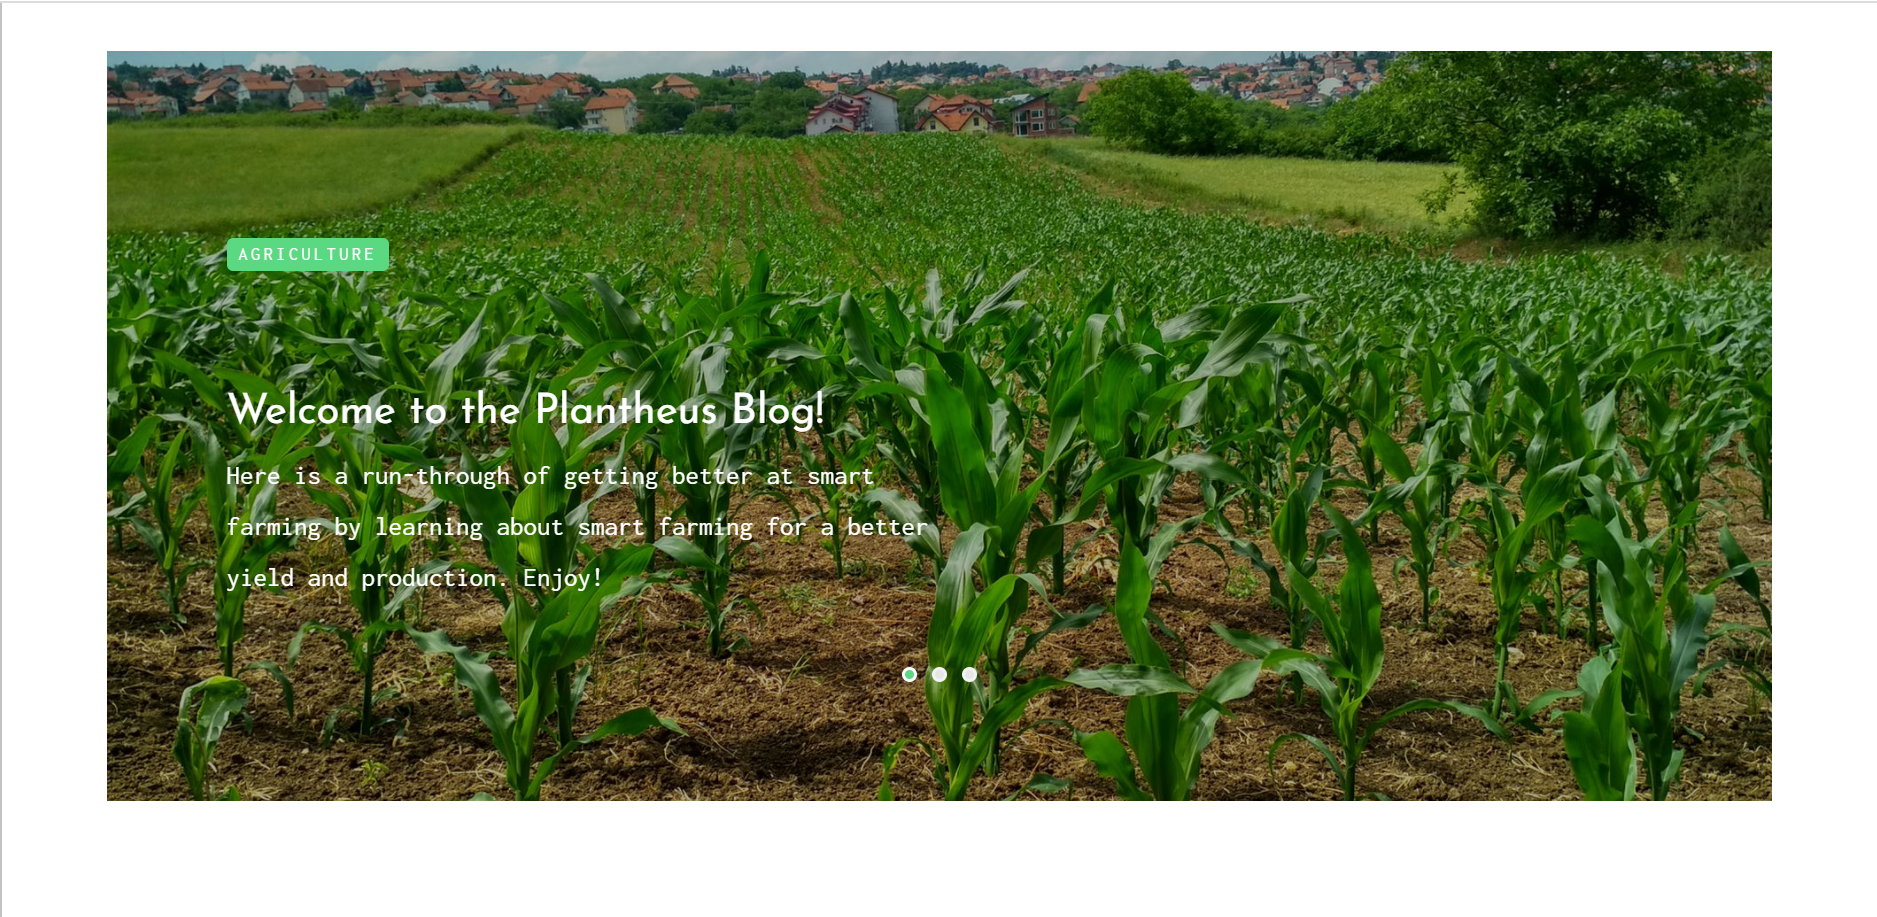 AGRICULTURE
Welcome to the Plantheus Blog!
Here is a run-through of getting better at smart
farming by learning about smart farming for a better
yield and production. Enjoy!